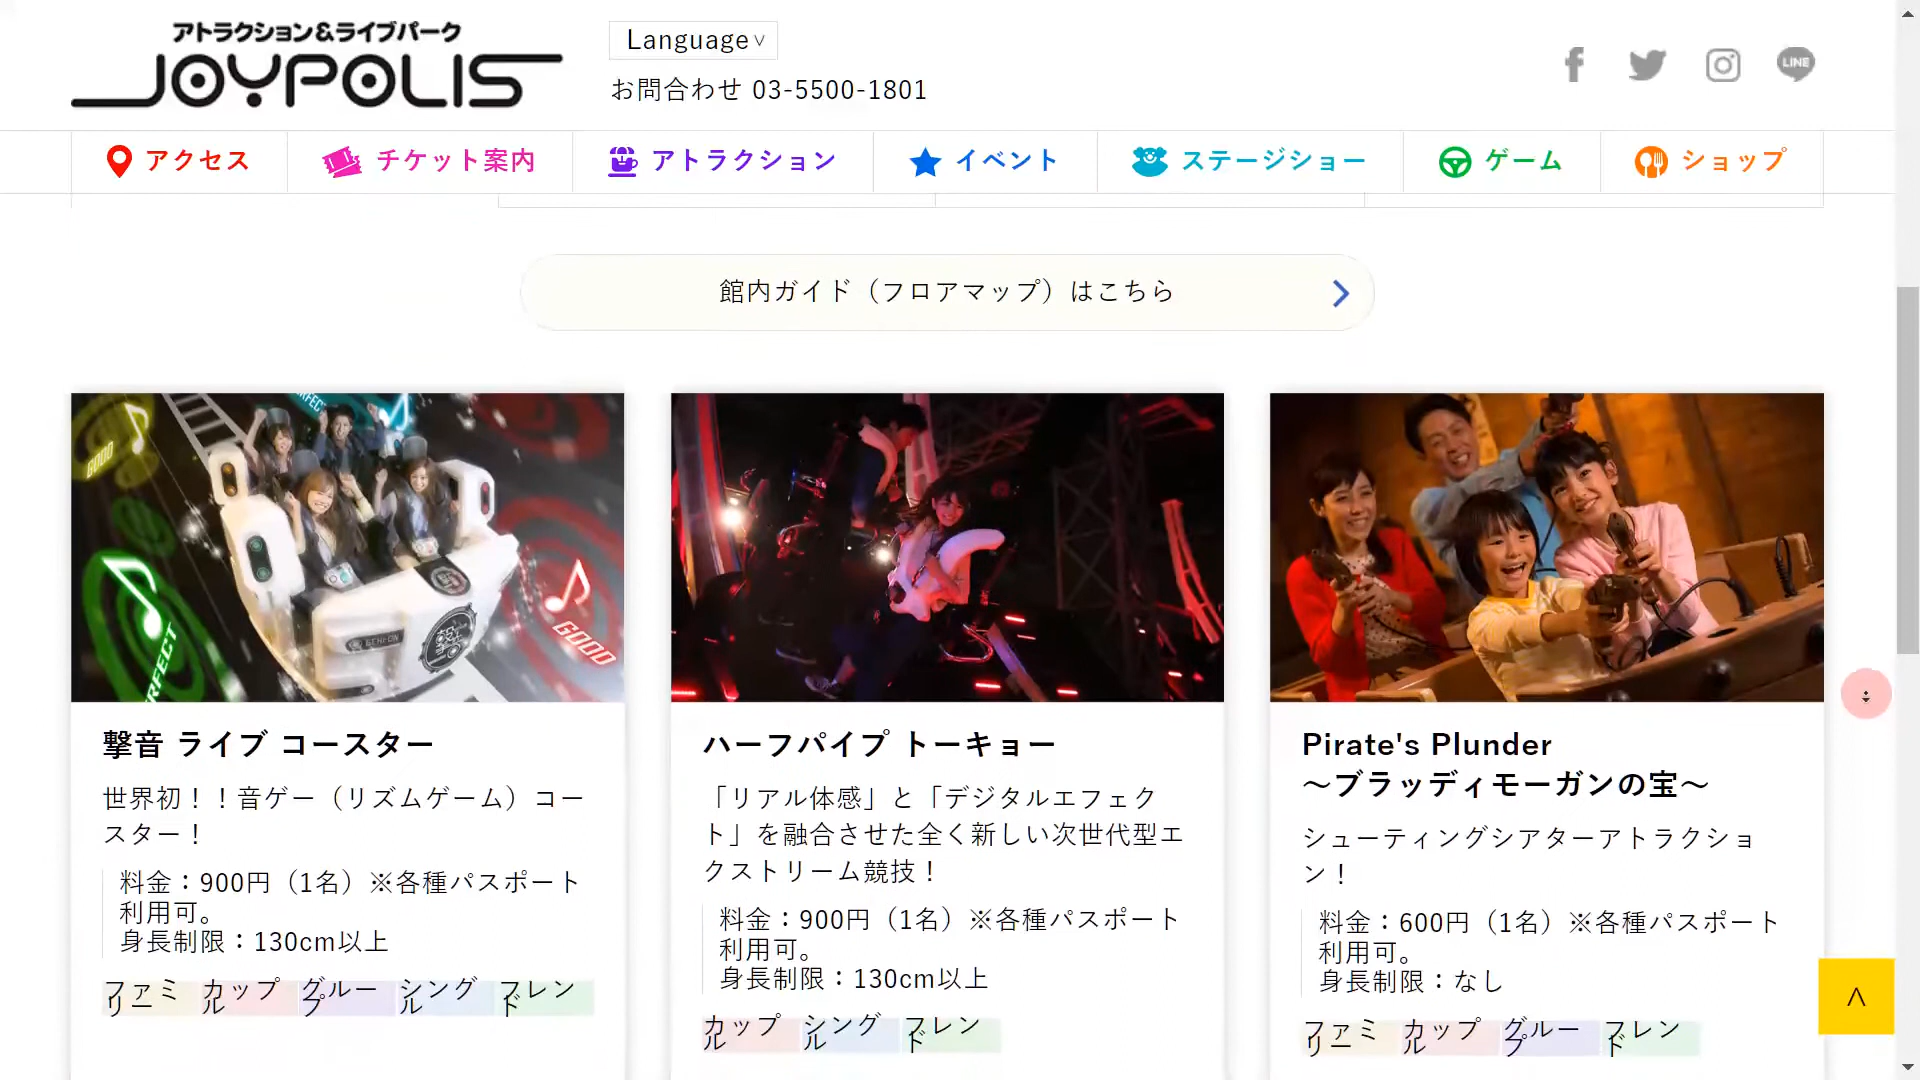 アトラクション&ライブパーク
JOYPOLIS
Language
お問合わせ 03-5500-1801
LINE
アクセス
チケット案内
アトラクション
イベント
ステージショー
ゲーム
ショップ
館内ガイド（フロアマップ）はこちら
GOOD
PERFECT
GOOD
GEKI-ON
撃音 ライブ コースター
世界初！！音ゲー（リズムゲーム）コー
スター！
料金：900円（1名）※各種パスポート
利用可。
身長制限：130cm以上
ファミリー
カップル
グループ
シングル
フレンド
ハーフパイプ トーキョー
「リアル体感」と「デジタルエフェク
ト」を融合させた全く新しい次世代型エ
クストリーム競技！
料金：900円（1名）※各種パスポート
利用可。
身長制限：130cm以上
カップル
シングル
フレンド
Pirate's Plunder
～ブラッディモーガンの宝～
シューティングシアターアトラクショ
ン！
料金：600円（1名）※各種パスポート
利用可。
身長制限：なし
ファミリー
カップル
グループ
フレンド